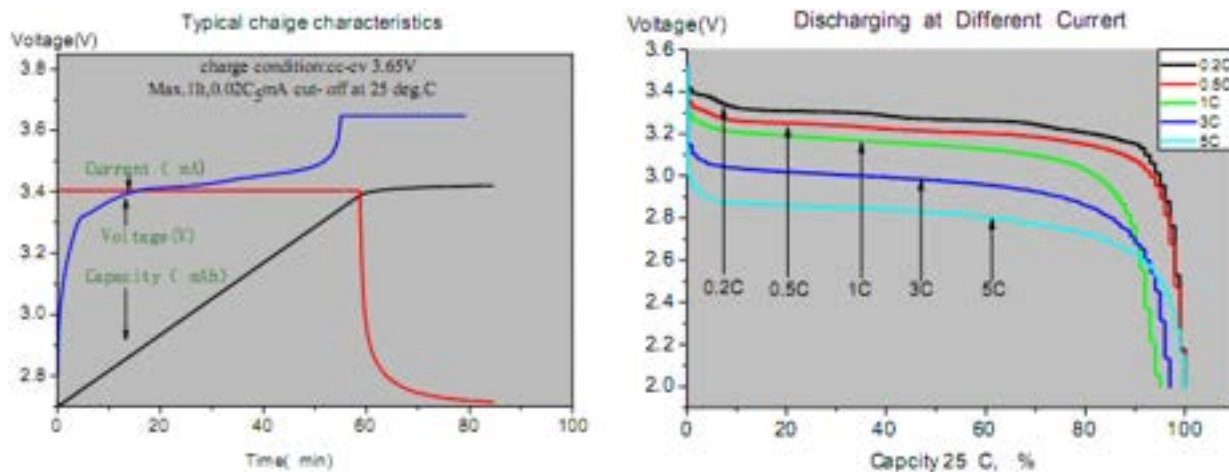 Typical chaige characteristics
Voltage(V)
charge condition:cc-cv 3.65V
Max.1h,0.02C5mA cut- off at 25 deg.C
3.8
3.6
3.4
3.2
3.0
2.8
Current ( mA)
Voltage(V)
Capacity ( mAh)
0 20 40 60 80 100
Time( min)
Discharging at Different Currert
Voltage(V)
3.6
3.4
3.2
3.0
2.8
2.6
2.4
2.2
2.0
0.2C
0.5C
1C
3C
5C
0.2C 0.5C 1C 3C 5C
0 20 40 60 80 100
Capcity 25 C, %